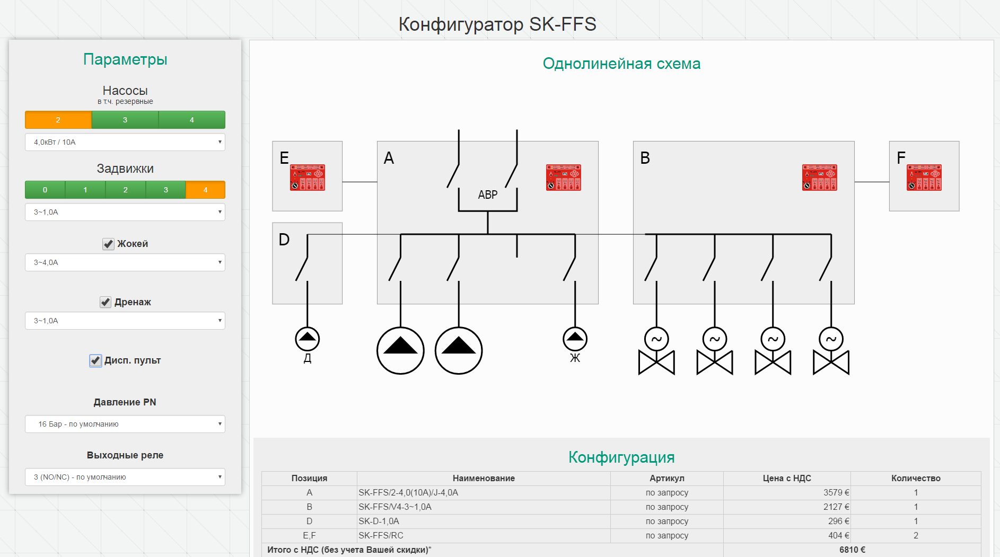 Конфигуратор SK-FFS
Параметры
Насосы
в т.ч. резервные
2 3 4
4,0кВт / 10А
Задвижки
0 1 2 3 4
3~1,0А
Жокей
3~4,0А
Дренаж
3~1,0А
Дисп. пульт
Давление PN
16 Бар - по умолчанию
Выходные реле
3 (NO/NC) - по умолчанию
Однолинейная схема
E A B F
АВР
D
~ ~ ~ ~
Д Ж
Конфигурация
Позиция Наименование Артикул Цена с НДС Количество
A SK-FFS/2-4,0(10A)/J-4,0A по запросу 3579 € 1
B SK-FFS/V4-3~1,0A по запросу 2127 € 1
D SK-D-1,0A по запросу 296 € 1
E,F SK-FFS/RC по запросу 404 € 2
Итого с НДС (без учета Вашей скидки)* 6810 €